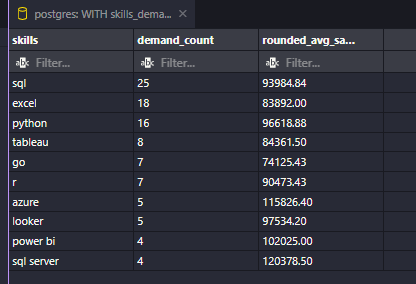 postgres: WITH skills_dema... ×
skills demand_count rounded_avg_sa...
Filter... Filter... Filter...
sql 25 93984.84
excel 18 83892.00
python 16 96618.88
tableau 8 84361.50
go 7 74125.43
r 7 90473.43
azure 5 115826.40
looker 5 97534.20
power bi 4 102025.00
sql server 4 120378.50